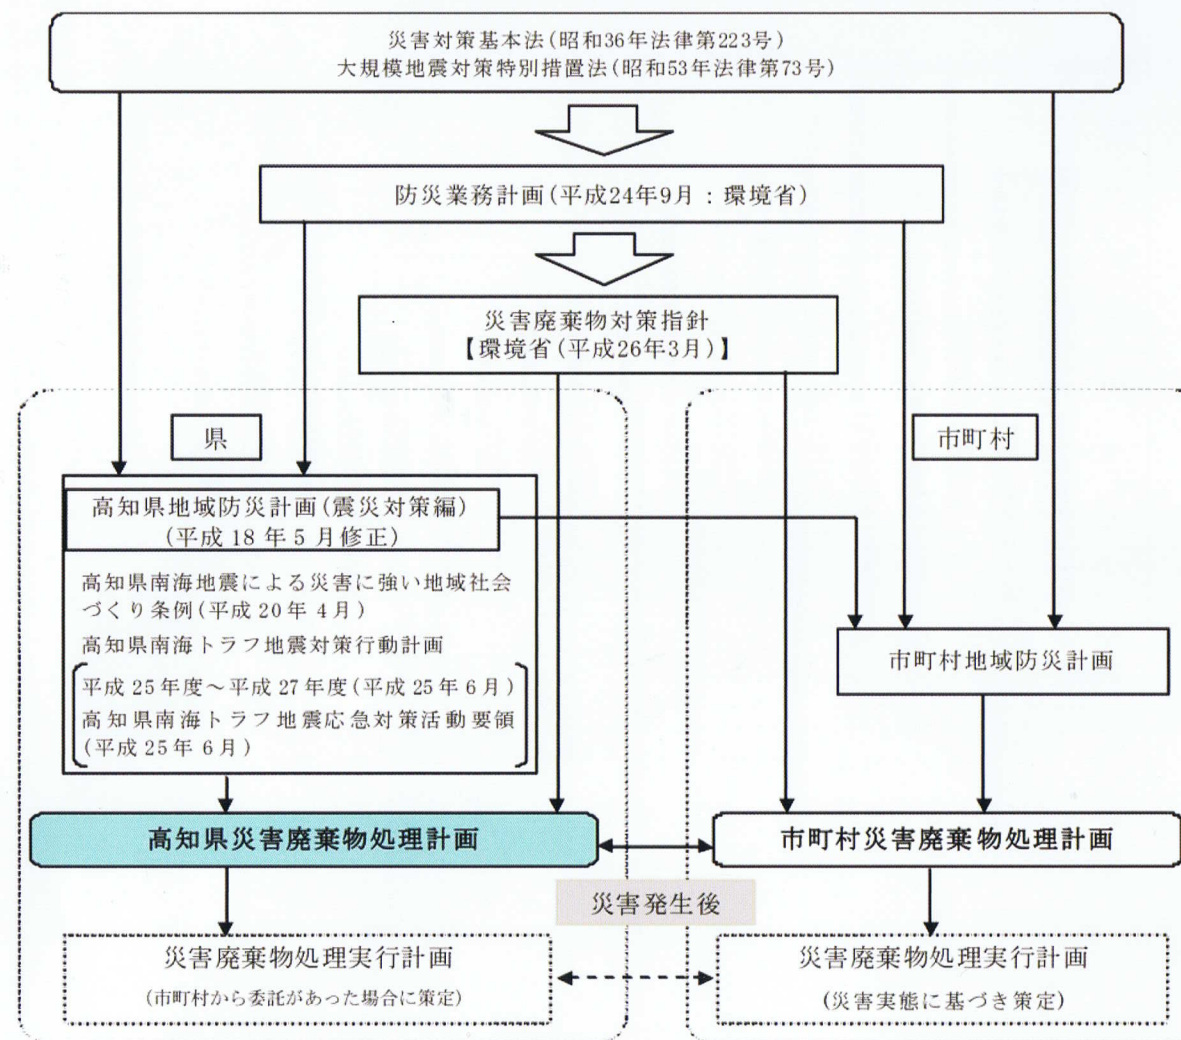 災害対策基本法(昭和36年法律第223号)
大規模地震対策特別措置法(昭和53年法律第73号)
防災業務計画(平成24年9月：環境省)
災害廃棄物対策指針
【環境省(平成26年3月)】
県
市町村
高知県地域防災計画(震災対策編)
(平成18年5月修正)
高知県南海地震による災害に強い地域社会
づくり条例(平成20年4月)
高知県南海トラフ地震対策行動計画
平成25年度～平成27年度(平成25年6月)
高知県南海トラフ地震応急対策活動要領
(平成25年6月)
市町村地域防災計画
高知県災害廃棄物処理計画
市町村災害廃棄物処理計画
災害発生後
災害廃棄物処理実行計画
(市町村から委託があった場合に策定)
災害廃棄物処理実行計画
(災害実態に基づき策定)